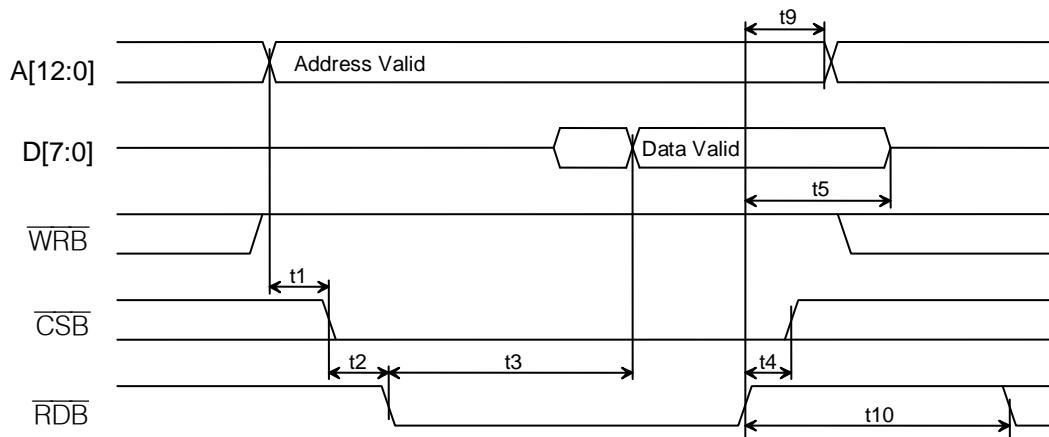 t9
A[12:0]
Address Valid
D[7:0]
Data Valid
t5
WRB
t1
CSB
t2
t3
t4
RDB
t10